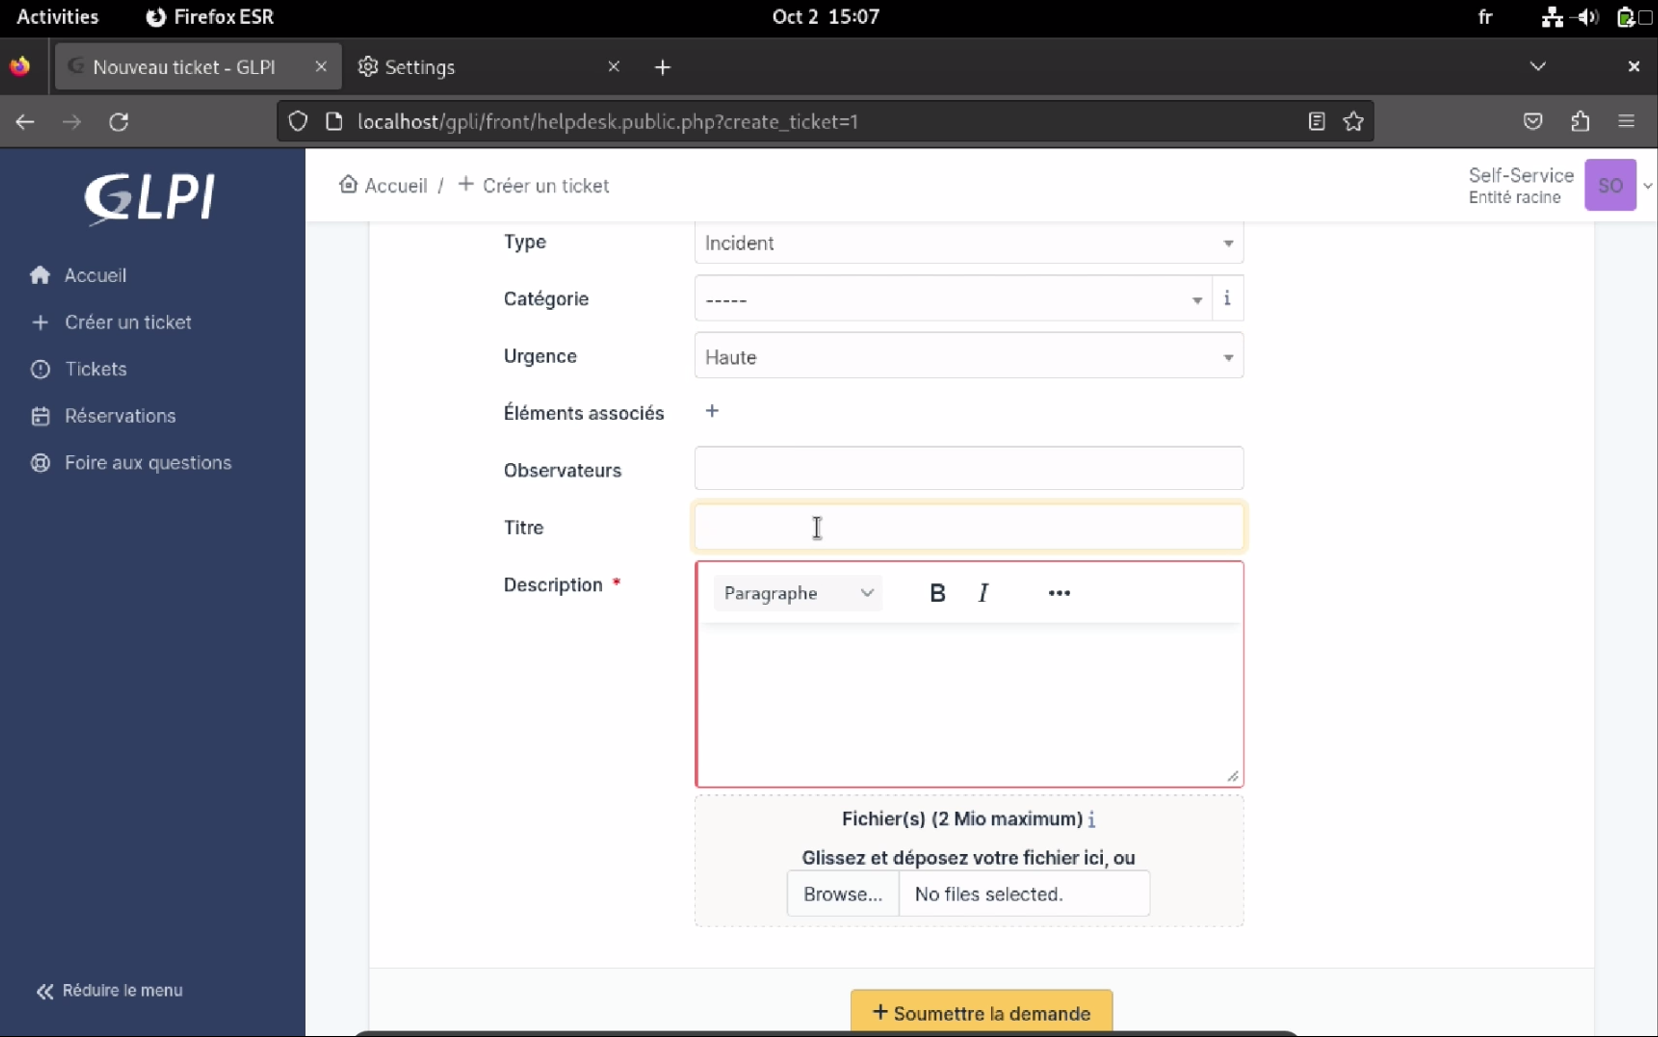 Activities Firefox ESR Oct 2 15:07 fr
Nouveau ticket - GLPI Settings
localhost/gpli/front/helpdesk.public.php?create_ticket=1
GLPI
Accueil
Créer un ticket
Tickets
Réservations
Foire aux questions
Réduire le menu
Accueil / + Créer un ticket
Self-Service
Entité racine
SO
Type Incident
Catégorie -----
Urgence Haute
Éléments associés +
Observateurs
Titre
Description *
Paragraphe B I ...
Fichier(s) (2 Mio maximum) i
Glissez et déposez votre fichier ici, ou
Browse... No files selected.
+ Soumettre la demande